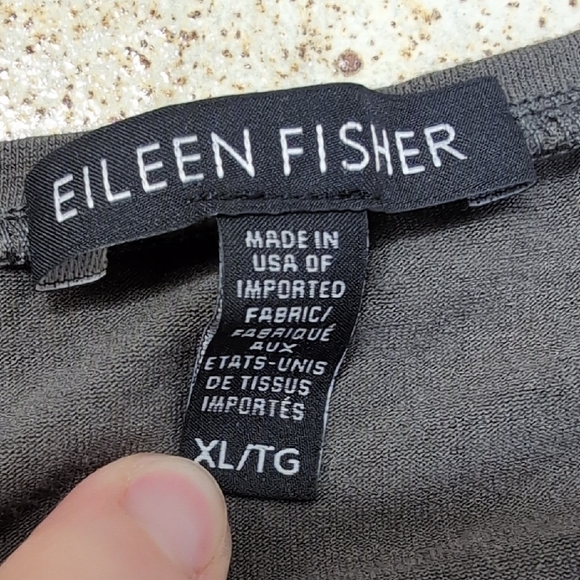 EILEEN FISHER
MADE IN
USA OF
IMPORTED
FABRIC/
FABRIQUÉ
AUX
ETATS-UNIS
DE TISSUS
IMPORTÉS
XL/TG